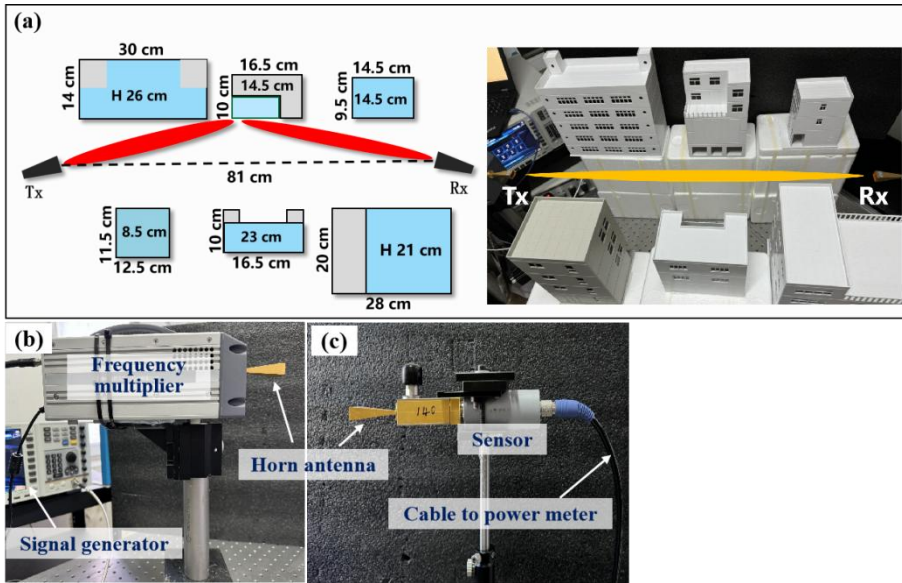 (a)
30 cm
14 cm
H 26 cm
16.5 cm
14.5 cm
10 cm
14.5 cm
9.5 cm
14.5 cm
Tx
81 cm
Rx
11.5 cm
8.5 cm
12.5 cm
10 cm
23 cm
16.5 cm
20 cm
H 21 cm
28 cm
Tx
Rx
(b)
Frequency
multiplier
Horn antenna
Signal generator
(c)
140
Sensor
Cable to power meter